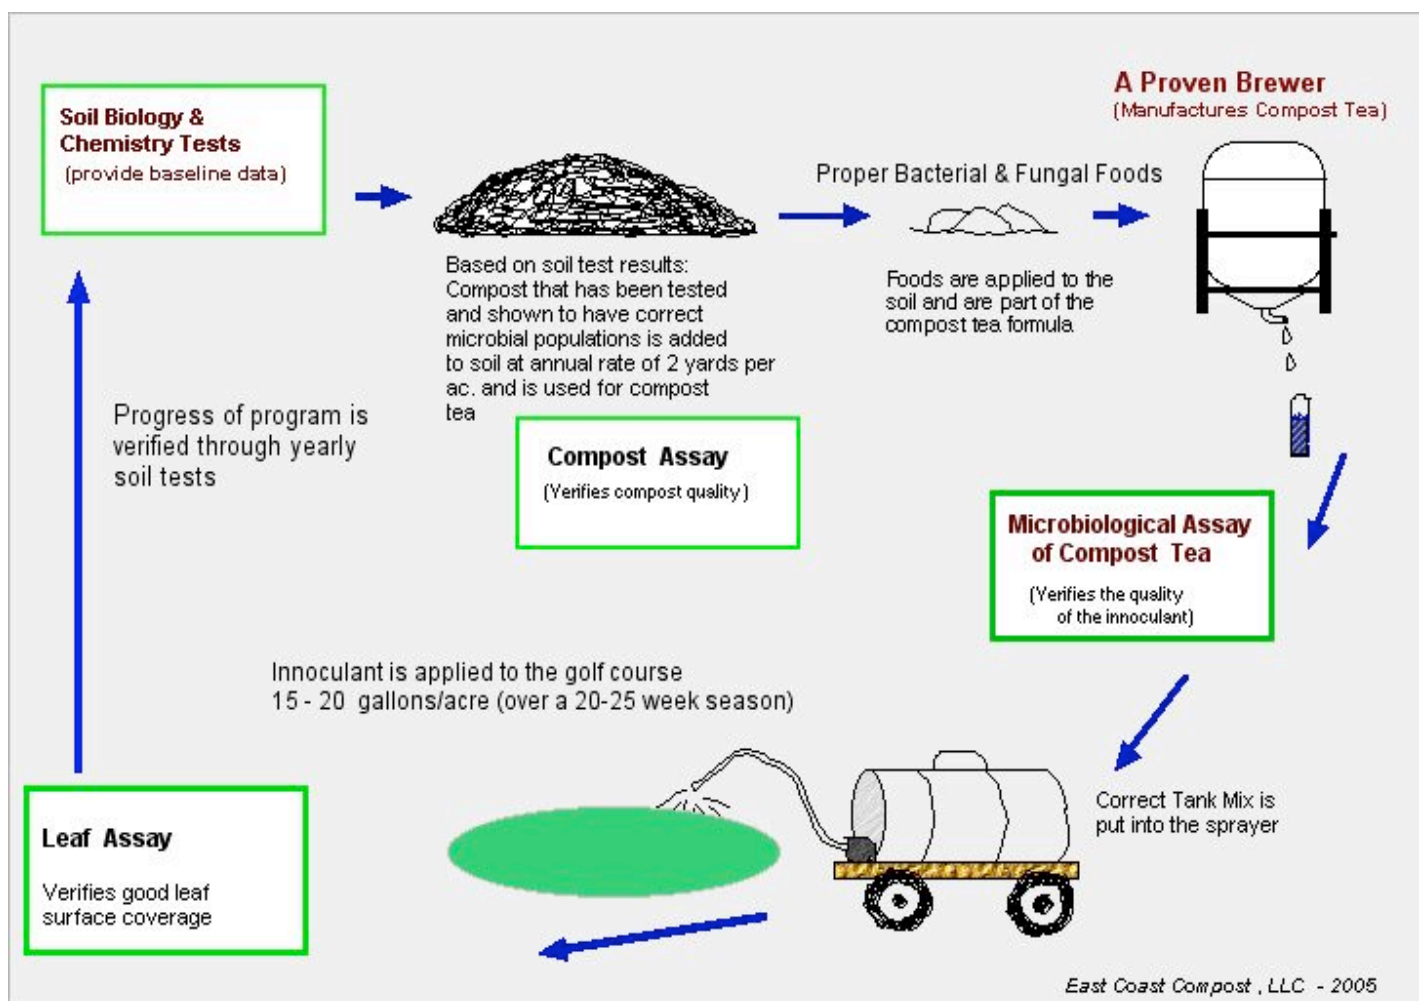 Soil Biology &
Chemistry Tests
(provide baseline data)
A Proven Brewer
(Manufactures Compost Tea)
Proper Bacterial & Fungal Foods
Based on soil test results:
Compost that has been tested
and shown to have correct
microbial populations is added
to soil at annual rate of 2 yards per
ac. and is used for compost
tea
Foods are applied to the
soil and are part of the
compost tea formula
Progress of program is
verified through yearly
soil tests
Compost Assay
(Verifies compost quality)
Microbiological Assay
of Compost Tea
(Verifies the quality
of the innoculant)
Innoculant is applied to the golf course
15 - 20 gallons/acre (over a 20-25 week season)
Correct Tank Mix is
put into the sprayer
Leaf Assay
Verifies good leaf
surface coverage
East Coast Compost , LLC - 2005